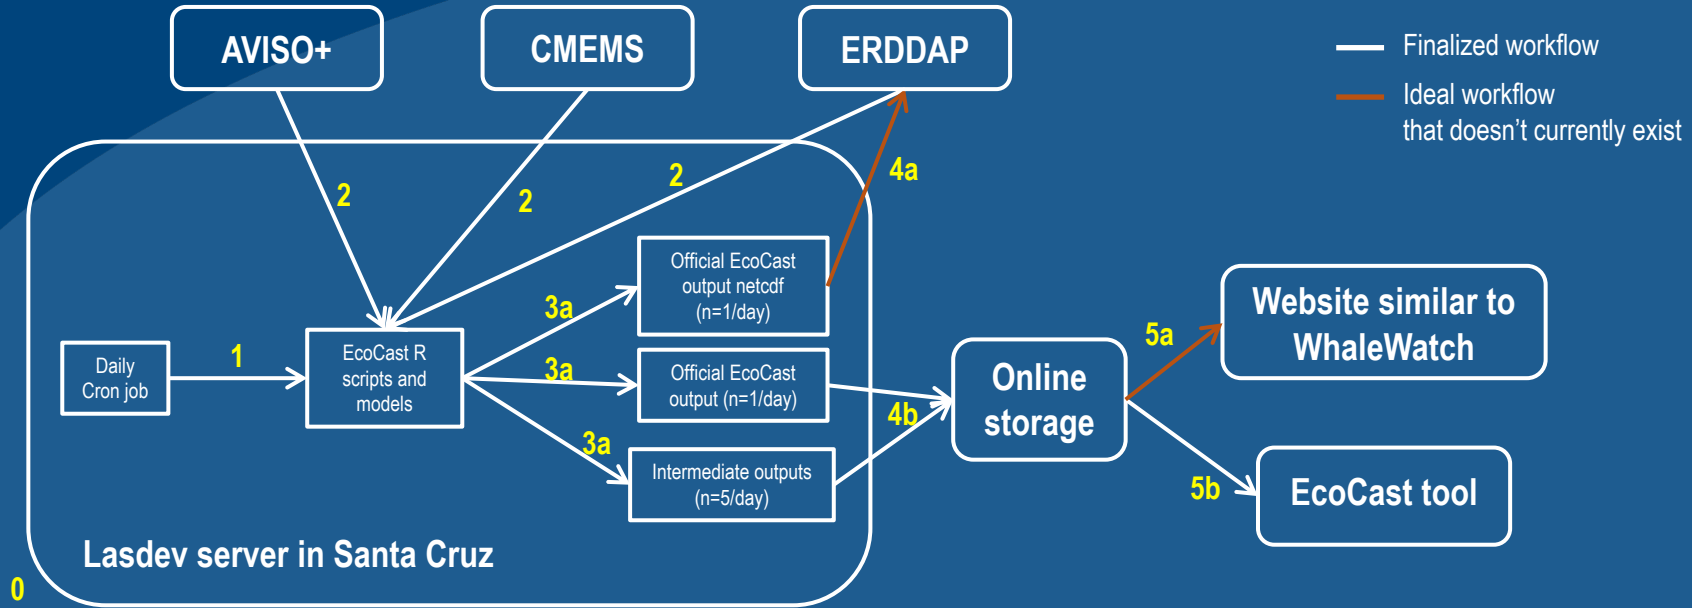 AVISO+
CMEMS
ERDDAP
Finalized workflow
Ideal workflow
that doesn't currently exist
2
2
2
4a
Official EcoCast
output netcdf
(n=1/day)
3a
1
Daily
Cron job
EcoCast R
scripts and
models
3a
Official EcoCast
output (n=1/day)
3a
4b
Intermediate outputs
(n=5/day)
Online
storage
5a
Website similar to
WhaleWatch
5b
EcoCast tool
Lasdev server in Santa Cruz
0